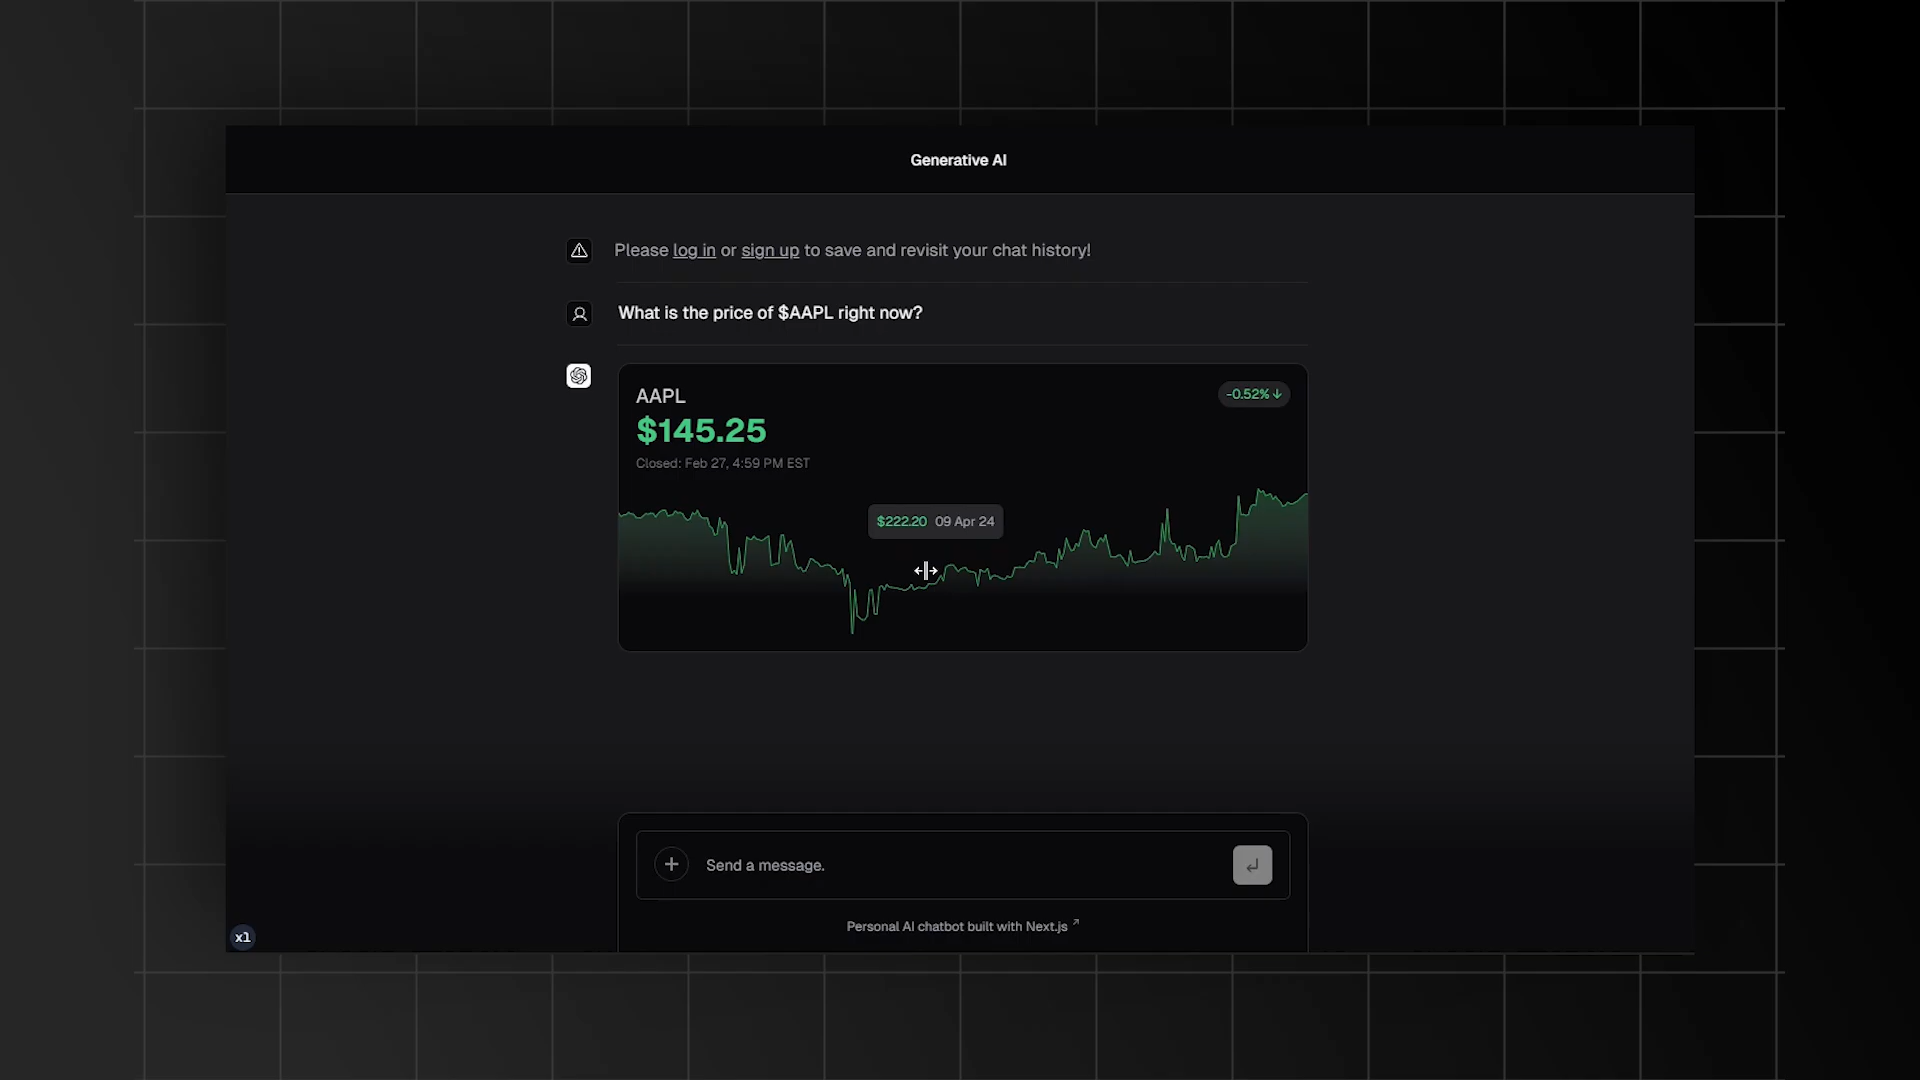 Generative AI
Please log in or sign up to save and revisit your chat history!
What is the price of $AAPL right now?
AAPL
-0.52% ↓
$145.25
Closed: Feb 27, 4:59 PM EST
$222.20 09 Apr 24
Send a message.
Personal AI chatbot built with Next.js ↗
xl